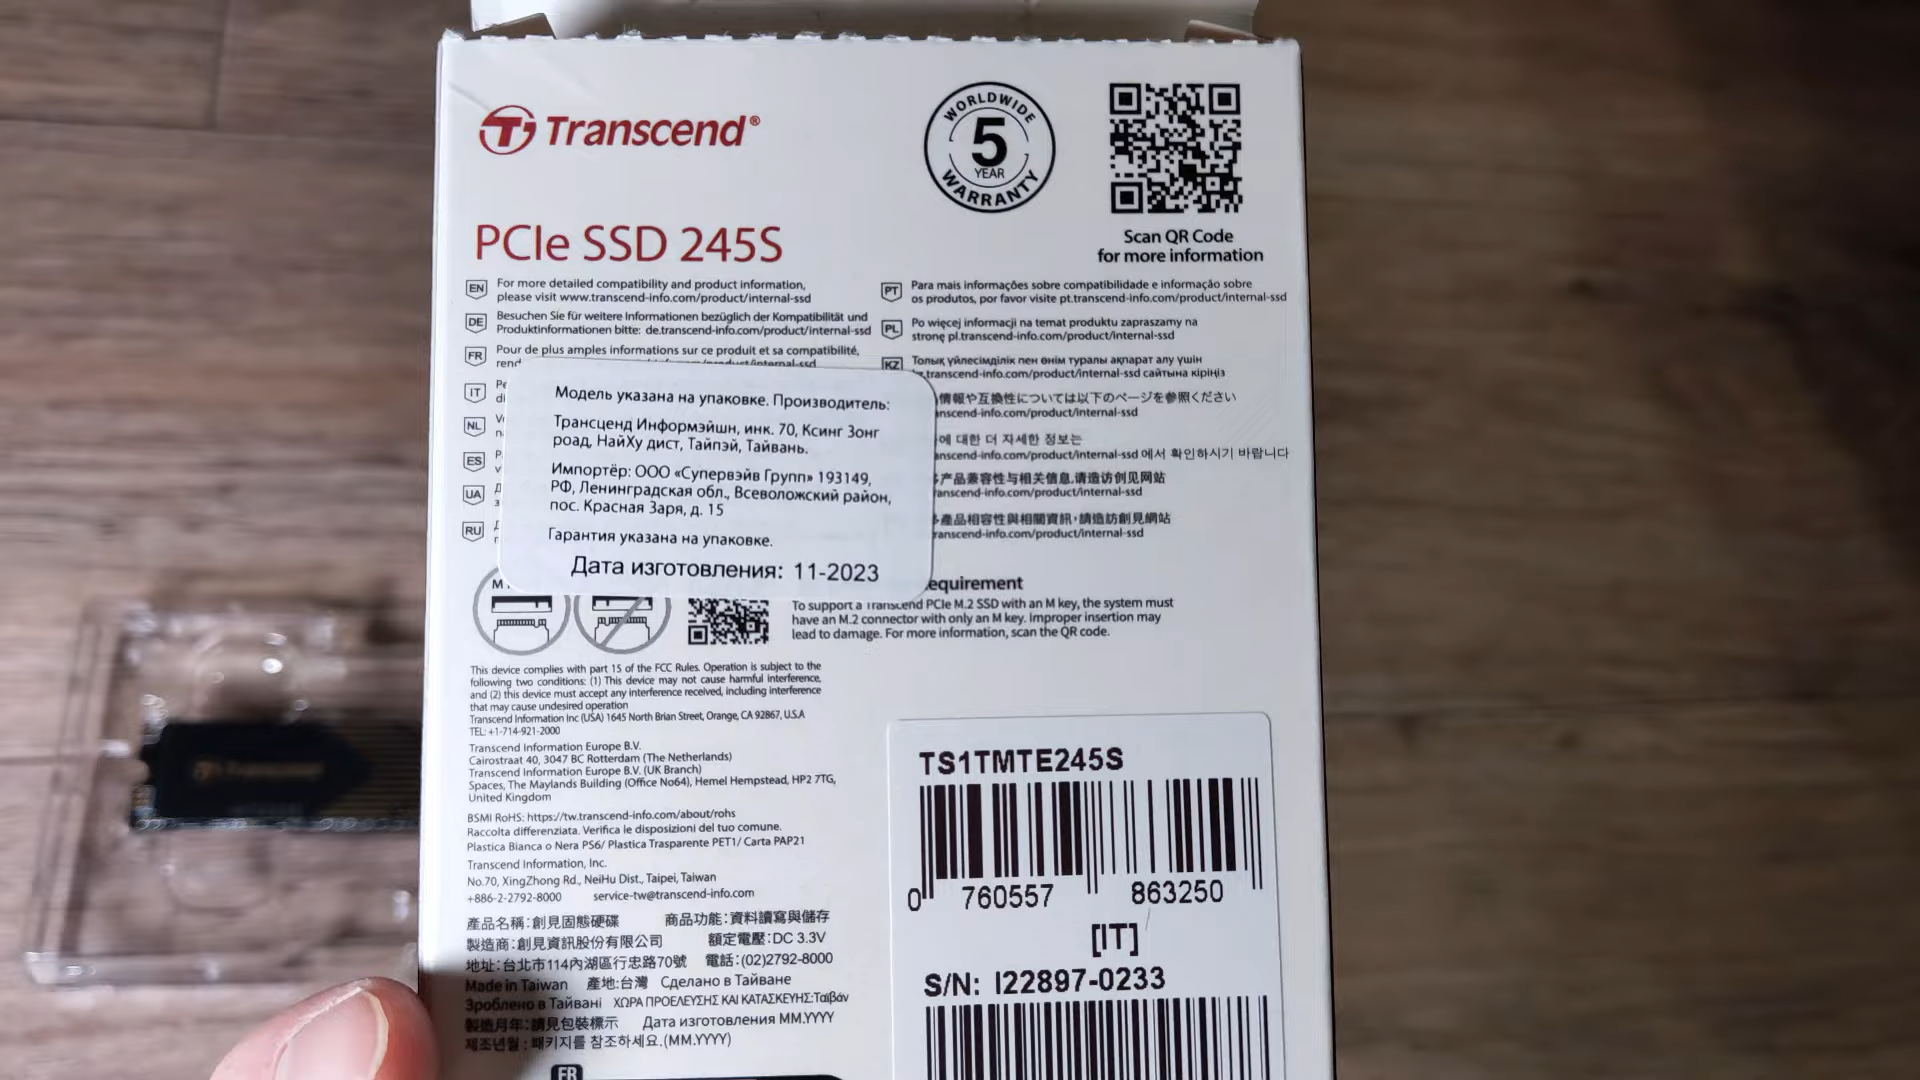 Transcend®
WORLDWIDE
5
YEAR
WARRANTY
Scan QR Code
for more information
PCIe SSD 245S
EN For more detailed compatibility and product information,
please visit www.transcend-info.com/product/internal-ssd
DE Besuchen Sie für weitere Informationen bezüglich der Kompatibilität und
Produktinformationen bitte: de.transcend-info.com/product/internal-ssd
FR Pour de plus amples informations sur ce produit et sa compatibilité,
rend
IT
NL
ES
UA
RU
PT Para mais informações sobre compatibilidade e informação sobre
os produtos, por favor visite pt.transcend-info.com/product/internal-ssd
PL Po więcej informacji na temat produktu zapraszamy na
stronę pl.transcend-info.com/product/internal-ssd
KZ Толық үйлесімділік пен өнім туралы ақпарат алу үшін
transcend-info.com/product/internal-ssd сайтына кіріңіз
情報や互換性については以下のページを参照ください
anscend-info.com/product/internal-ssd
에 대한 더 자세한 정보는
anscend-info.com/product/internal-ssd 에서 확인하시기 바랍니다
产品兼容性与相关信息,请造访创见网站
anscend-info.com/product/internal-ssd
產品相容性與相關資訊,請造訪創見網站
ranscend-info.com/product/internal-ssd
Модель указана на упаковке. Производитель:
Трансценд Информэйшн, инк. 70, Ксинг Зонг
роад, НайХу дист, Тайпэй, Тайвань.
Импортёр: ООО «Супервэйв Групп» 193149,
РФ, Ленинградская обл., Всеволожский район,
пос. Красная Заря, д. 15
Гарантия указана на упаковке.
Дата изготовления: 11-2023
M
equirement
To support a Transcend PCIe M.2 SSD with an M key, the system must
have an M.2 connector with only an M key. Improper insertion may
lead to damage. For more information, scan the QR code.
This device complies with part 15 of the FCC Rules. Operation is subject to the
following two conditions: (1) This device may not cause harmful interference,
and (2) this device must accept any interference received, including interference
that may cause undesired operation
Transcend Information Inc (USA) 1645 North Brian Street, Orange, CA 92867, U.S.A
TEL: +1-714-921-2000
Transcend Information Europe B.V.
Cairostraat 40, 3047 BC Rotterdam (The Netherlands)
Transcend Information Europe B.V. (UK Branch)
Spaces, The Maylands Building (Office No64), Hemel Hempstead, HP2 7TG,
United Kingdom
BSMI RoHS: https://tw.transcend-info.com/about/rohs
Raccolta differenziata. Verifica le disposizioni del tuo comune.
Plastica Bianca o Nera PS6/ Plastica Trasparente PET1/ Carta PAP21
Transcend Information, Inc.
No.70, XingZhong Rd., NeiHu Dist., Taipei, Taiwan
+886-2-2792-8000 service-tw@transcend-info.com
產品名稱:創見固態硬碟 商品功能:資料讀寫與儲存
製造商:創見資訊股份有限公司 額定電壓:DC 3.3V
地址:台北市114內湖區行忠路70號 電話:(02)2792-8000
Made in Taiwan 產地:台灣 Сделано в Тайване
Зроблено в Тайвані ΧΩΡΑ ΠΡΟΕΛΕΥΣΗΣ ΚΑΙ ΚΑΤΑΣΚΕΥΗΣ:Ταϊβάν
製造月年:請見包裝標示 Дата изготовления MM.YYYY
제조년월 : 패키지를 참조하세요.(MM.YYYY)
FR
TS1TMTE245S
0 760557 863250
[IT]
S/N: I22897-0233
Transcend